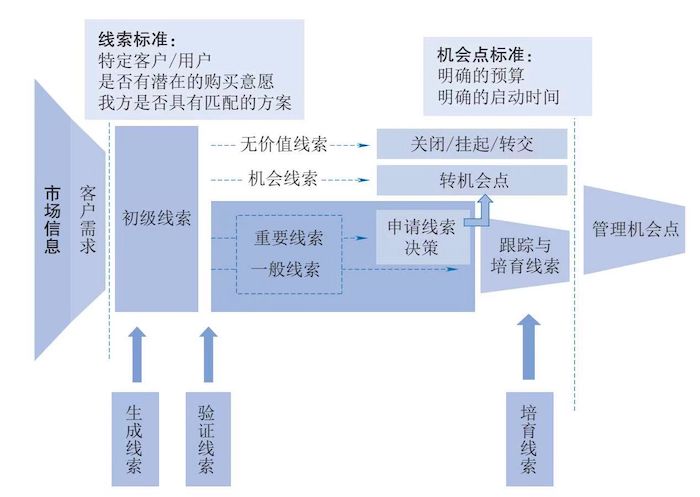 线索标准：
特定客户/用户
是否有潜在的购买意愿
我方是否具有匹配的方案
机会点标准：
明确的预算
明确的启动时间
市场信息
客户需求
初级线索
无价值线索
关闭/挂起/转交
机会线索
转机会点
重要线索
一般线索
申请线索
决策
跟踪与
培育线索
管理机会点
生成线索
验证线索
培育线索